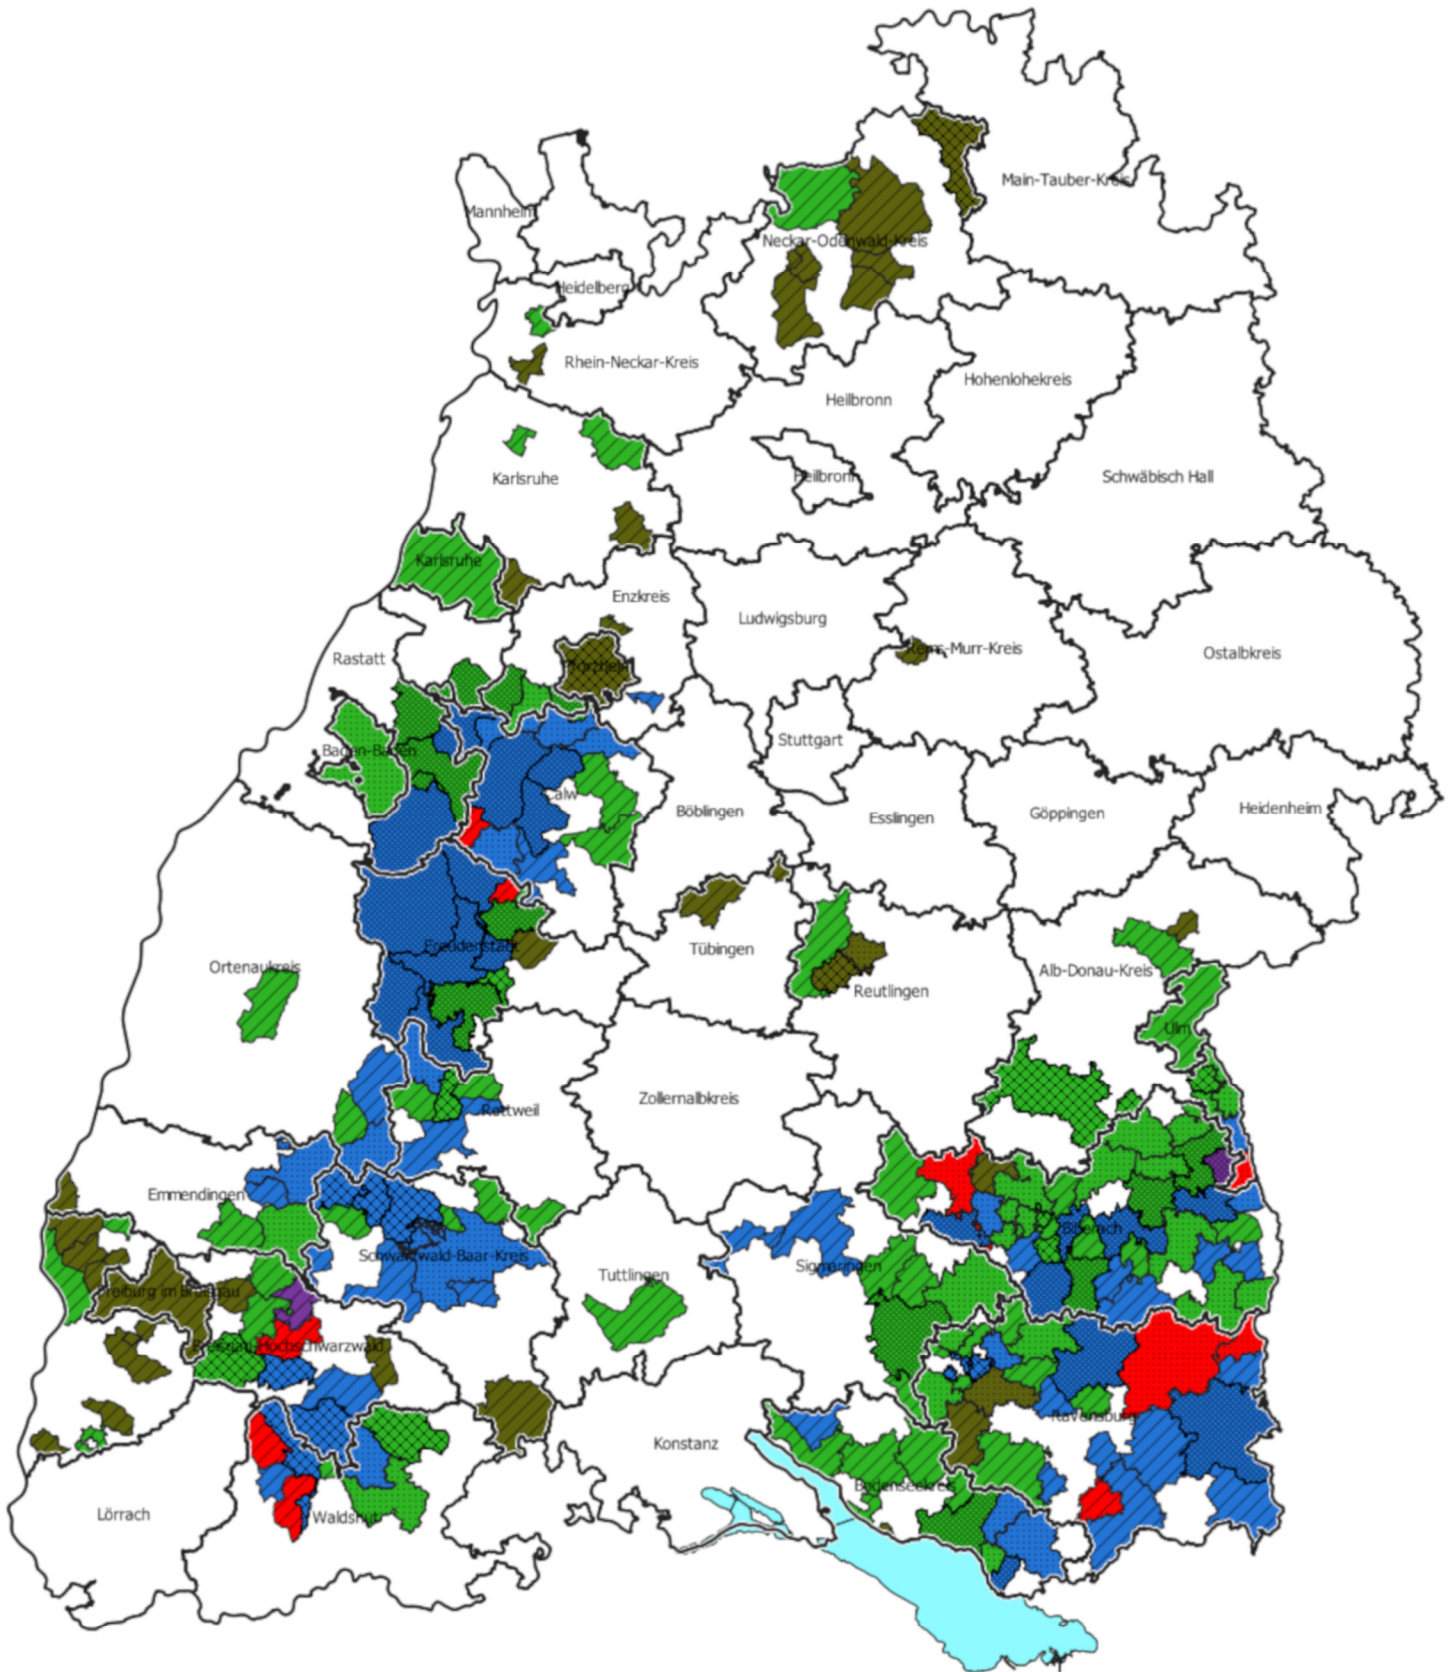 Main-Tauber-Kreis
Mannheim
Neckar-Odenwald-Kreis
Heidelberg
Rhein-Neckar-Kreis
Hohenlohekreis
Heilbronn
Karlsruhe
Heilbronn
Schwäbisch Hall
Karlsruhe
Enzkreis
Ludwigsburg
Rems-Murr-Kreis
Ostalbkreis
Rastatt
Pforzheim
Baden-Baden
Stuttgart
Calw
Böblingen
Esslingen
Göppingen
Heidenheim
Freudenstadt
Tübingen
Ortenaukreis
Reutlingen
Alb-Donau-Kreis
Ulm
Rottweil
Zollernalbkreis
Emmendingen
Biberach
Schwarzwald-Baar-Kreis
Sigmaringen
Tuttlingen
Freiburg im Breisgau
Breisgau-Hochschwarzwald
Ravensburg
Konstanz
Bodenseekreis
Lörrach
Waldshut